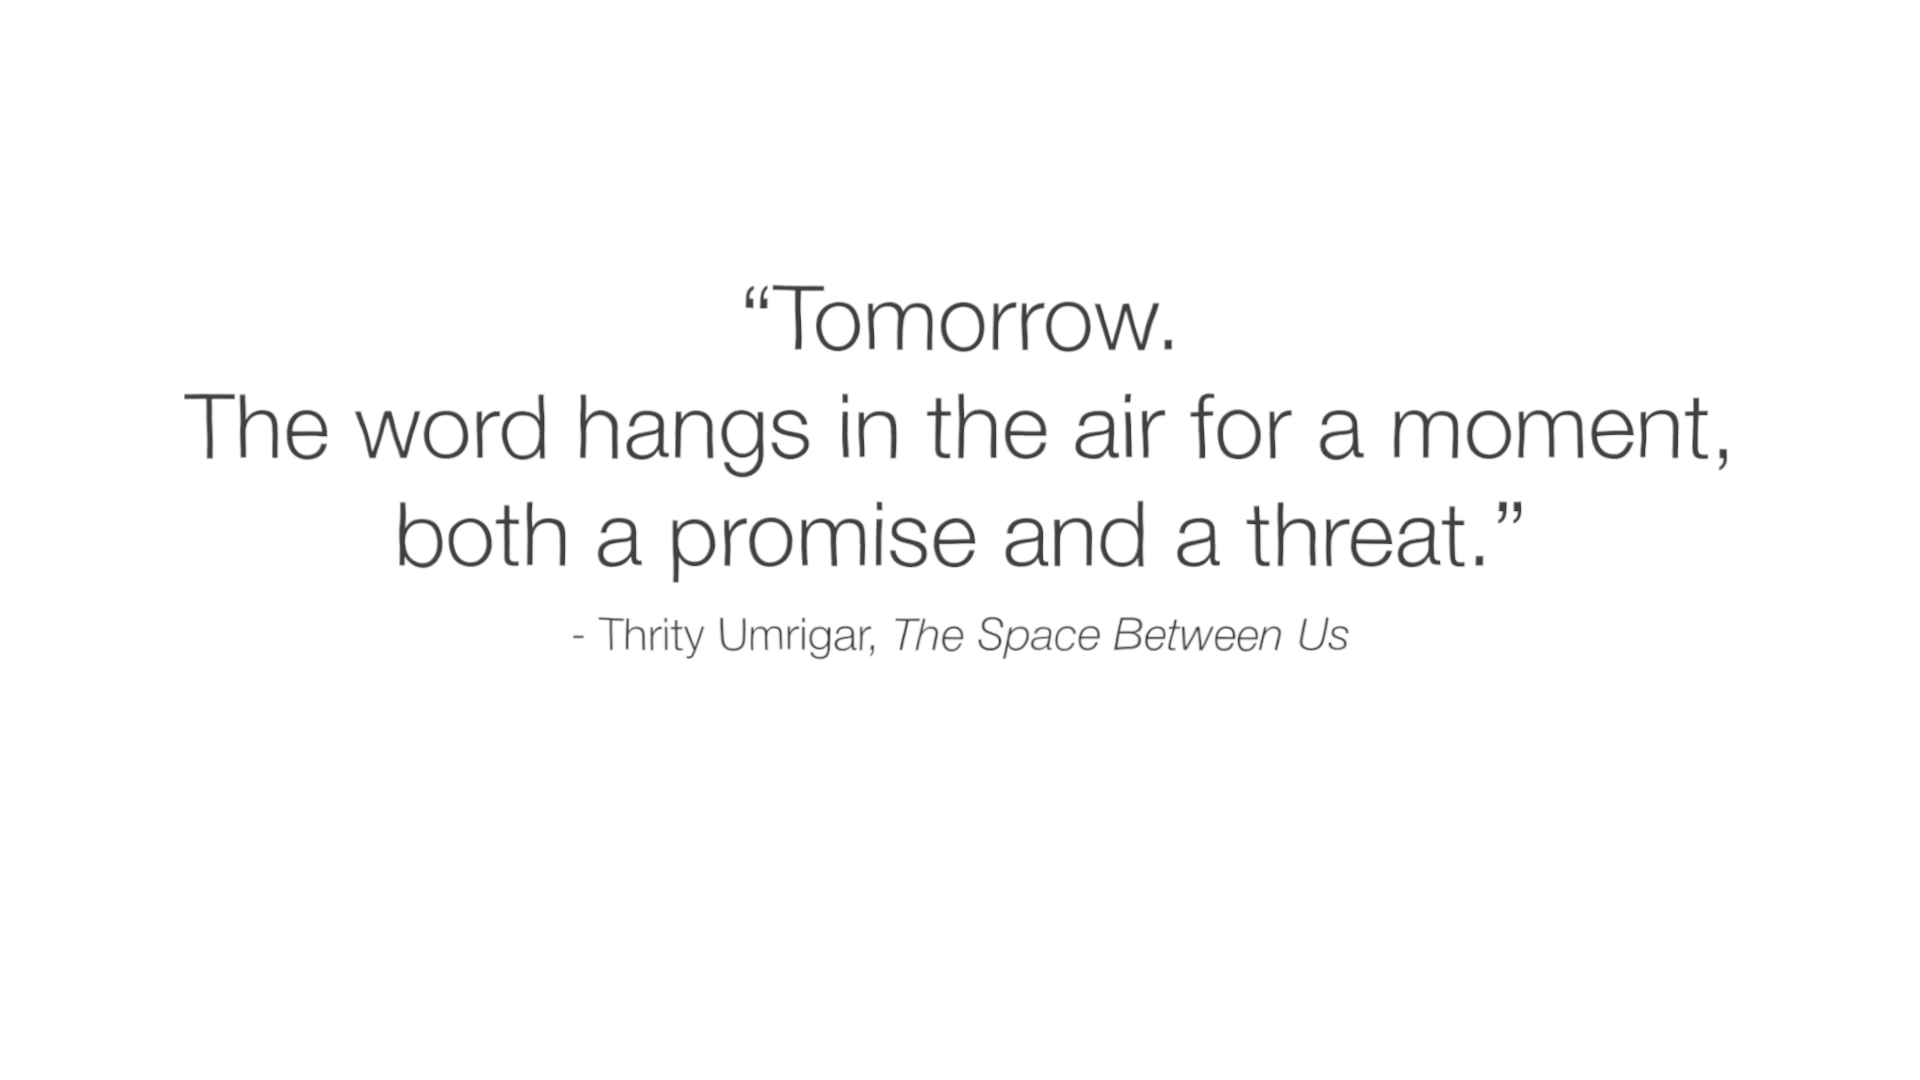 “Tomorrow.
The word hangs in the air for a moment,
both a promise and a threat.”
- Thrity Umrigar, The Space Between Us